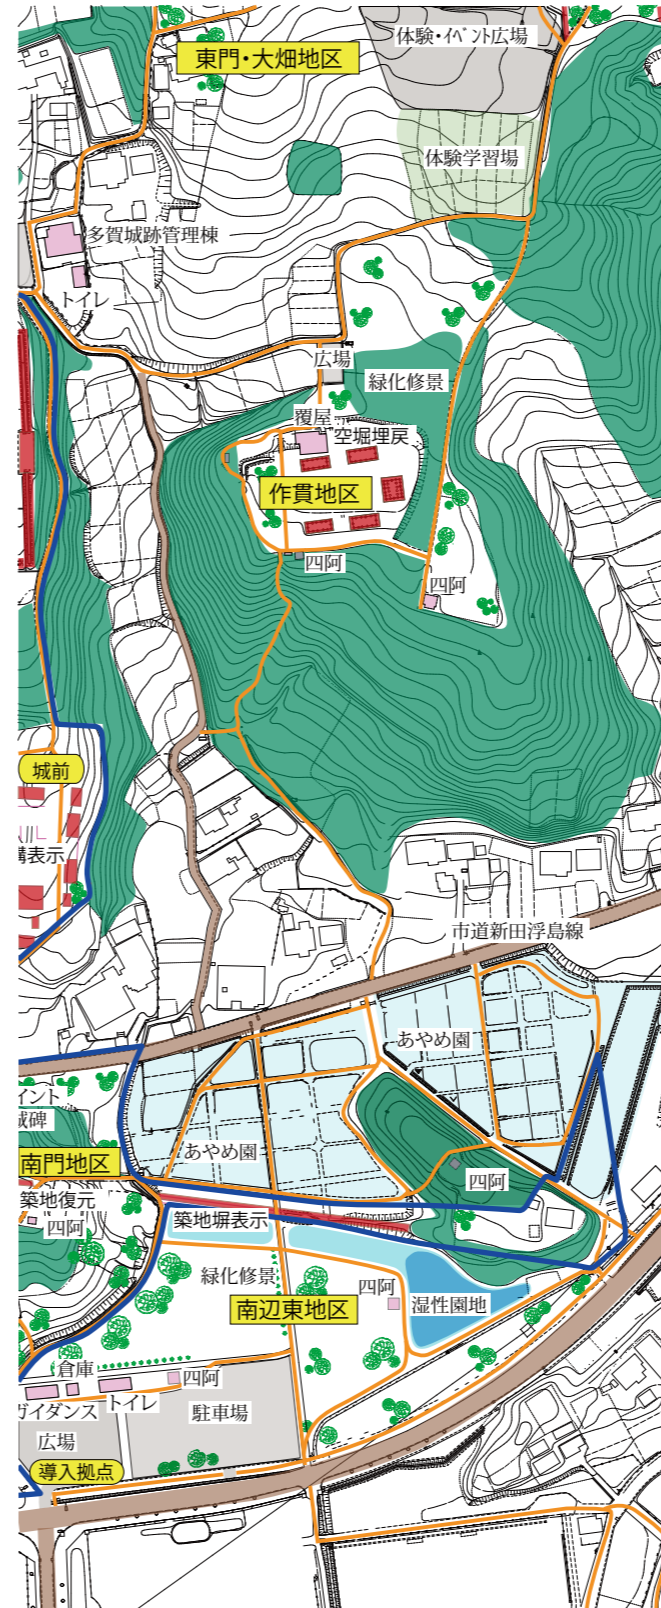 体験・イベント広場
東門・大畑地区
体験学習場
多賀城跡管理棟
トイレ
広場
緑化修景
覆屋
空堀埋戻
作貫地区
四阿
四阿
城前
構表示
市道新田浮島線
あやめ園
イント
城碑
あやめ園
南門地区
四阿
築地復元
四阿
築地塀表示
緑化修景
四阿
湿性園地
南辺東地区
倉庫
四阿
トイレ
ガイダンス
駐車場
広場
導入拠点